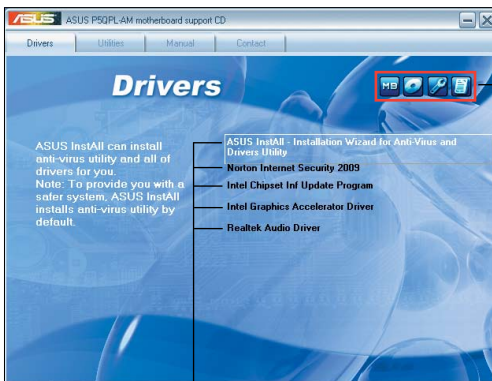 ASUS ASUS P5QPL-AM motherboard support CD
Drivers Utilities Manual Contact
Drivers
MB
ASUS InstAll can install
anti-virus utility and all of
drivers for you.
Note: To provide you with a
safer system, ASUS InstAll
installs anti-virus utility by
default.
ASUS InstAll - Installation Wizard for Anti-Virus and
Drivers Utility
Norton Internet Security 2009
Intel Chipset Inf Update Program
Intel Graphics Accelerator Driver
Realtek Audio Driver